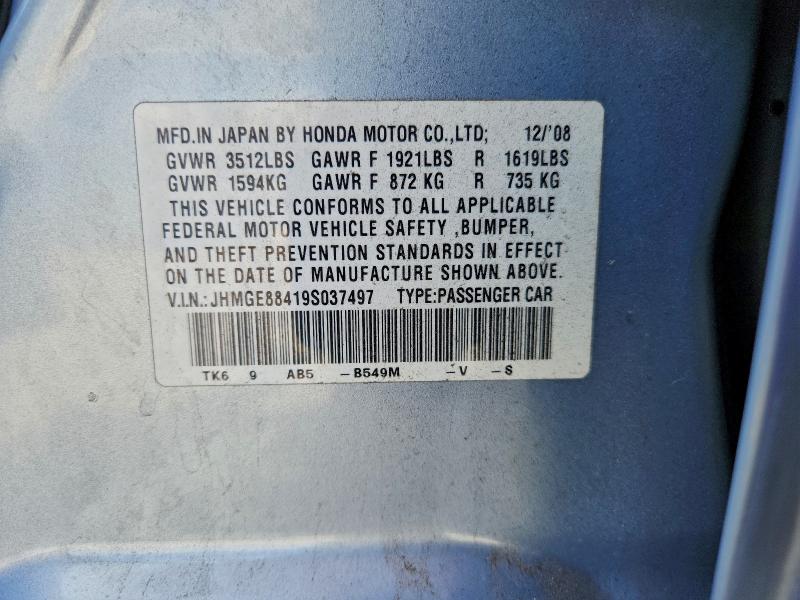 MFD.IN JAPAN BY HONDA MOTOR CO.,LTD; 12/'08
GVWR 3512LBS GAWR F 1921LBS R 1619LBS
GVWR 1594KG GAWR F 872 KG R 735 KG
THIS VEHICLE CONFORMS TO ALL APPLICABLE
FEDERAL MOTOR VEHICLE SAFETY ,BUMPER,
AND THEFT PREVENTION STANDARDS IN EFFECT
ON THE DATE OF MANUFACTURE SHOWN ABOVE.
V.I.N.:JHMGE88419S037497 TYPE:PASSENGER CAR
TK6 9 AB5 -B549M -V -S